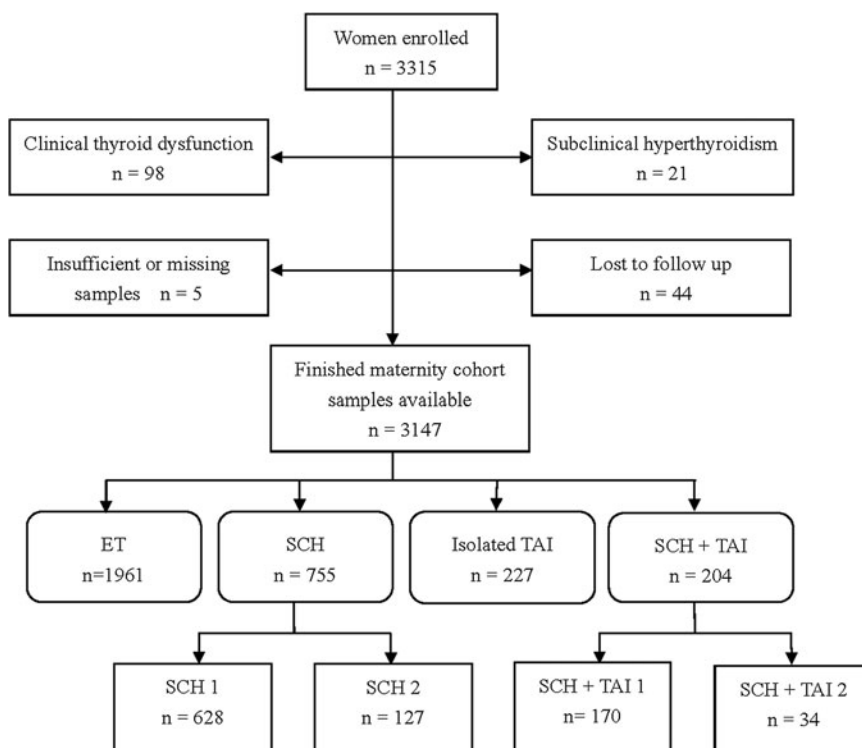 Women enrolled
n = 3315
Clinical thyroid dysfunction
n = 98
Subclinical hyperthyroidism
n = 21
Insufficient or missing
samples n = 5
Lost to follow up
n = 44
Finished maternity cohort
samples available
n = 3147
ET
n=1961
SCH
n = 755
Isolated TAI
n = 227
SCH + TAI
n = 204
SCH 1
n = 628
SCH 2
n = 127
SCH + TAI 1
n= 170
SCH + TAI 2
n = 34